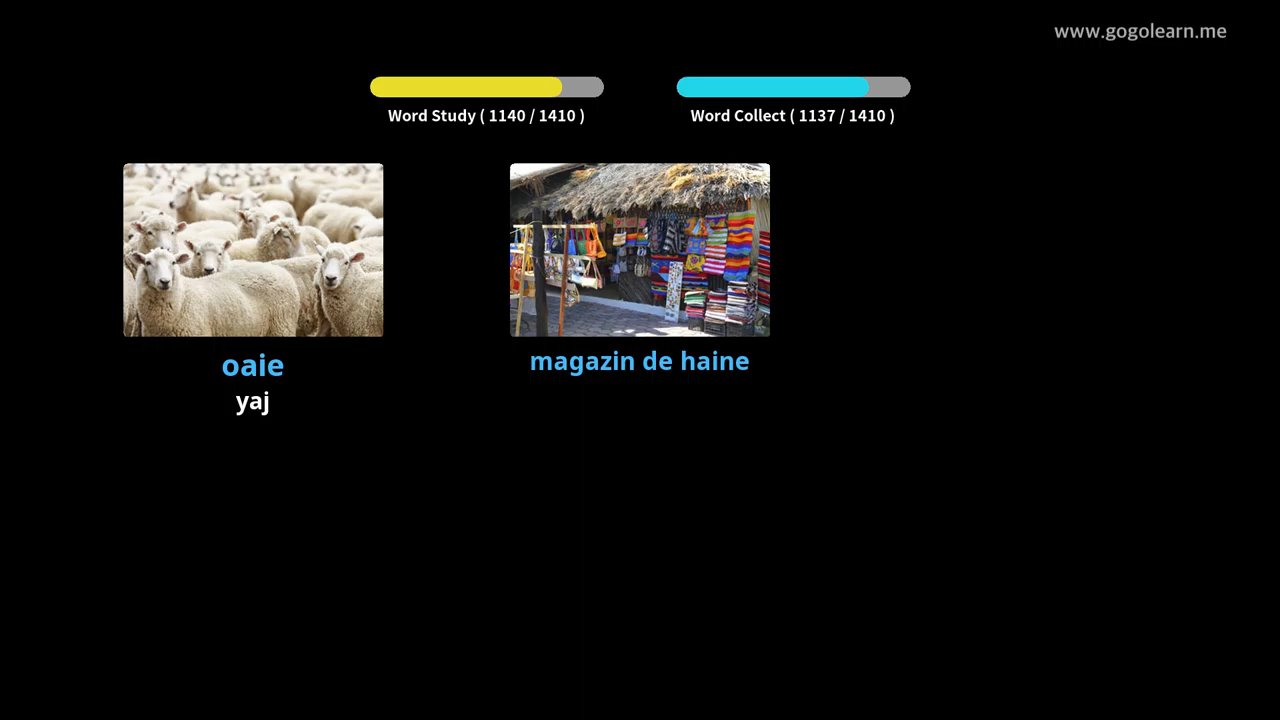 www.gogolearn.me
Word Study ( 1140 / 1410 )
Word Collect ( 1137 / 1410 )
oaie
yaj
magazin de haine